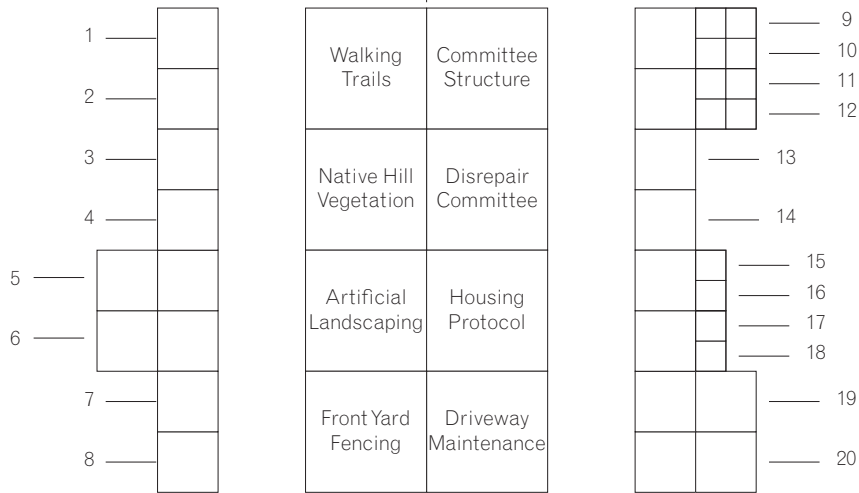 1
2
3
4
5
6
7
8
Walking
Trails
Committee
Structure
Native Hill
Vegetation
Disrepair
Committee
Artificial
Landscaping
Housing
Protocol
Front Yard
Fencing
Driveway
Maintenance
9
10
11
12
13
14
15
16
17
18
19
20